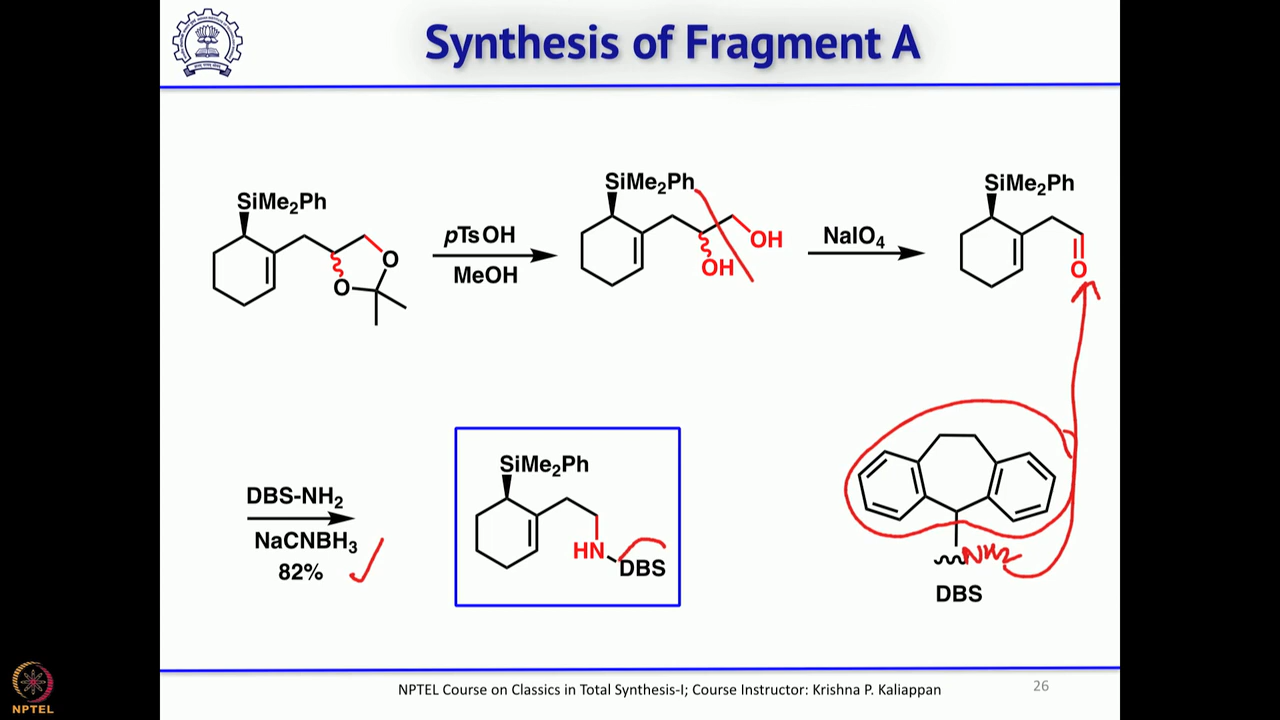 Synthesis of Fragment A
SiMe2Ph
O
O
pTsOH
MeOH
SiMe2Ph
OH
OH
NaIO4
SiMe2Ph
O
DBS-NH2
NaCNBH3
82%
SiMe2Ph
HN
DBS
NH2
DBS
NPTEL Course on Classics in Total Synthesis-I; Course Instructor: Krishna P. Kaliappan
26
NPTEL